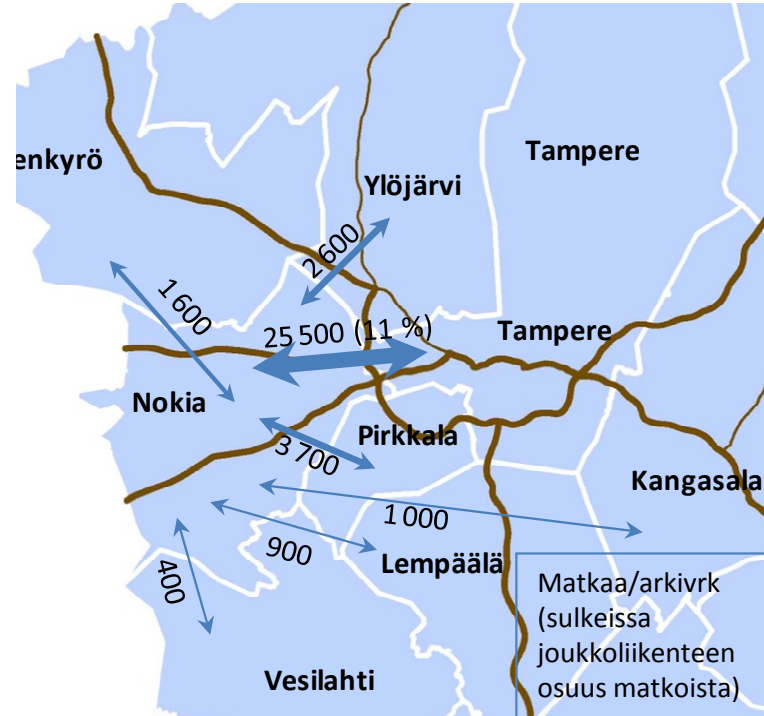 Tampere
enkyrö
Ylöjärvi
2 600
1 600
25 500 (11 %)
Tampere
Nokia
Pirkkala
3 700
Kangasala
1 000
900
Lempäälä
400
Matkaa/arkivrk
(sulkeissa
joukkoliikenteen
osuus matkoista)
Vesilahti